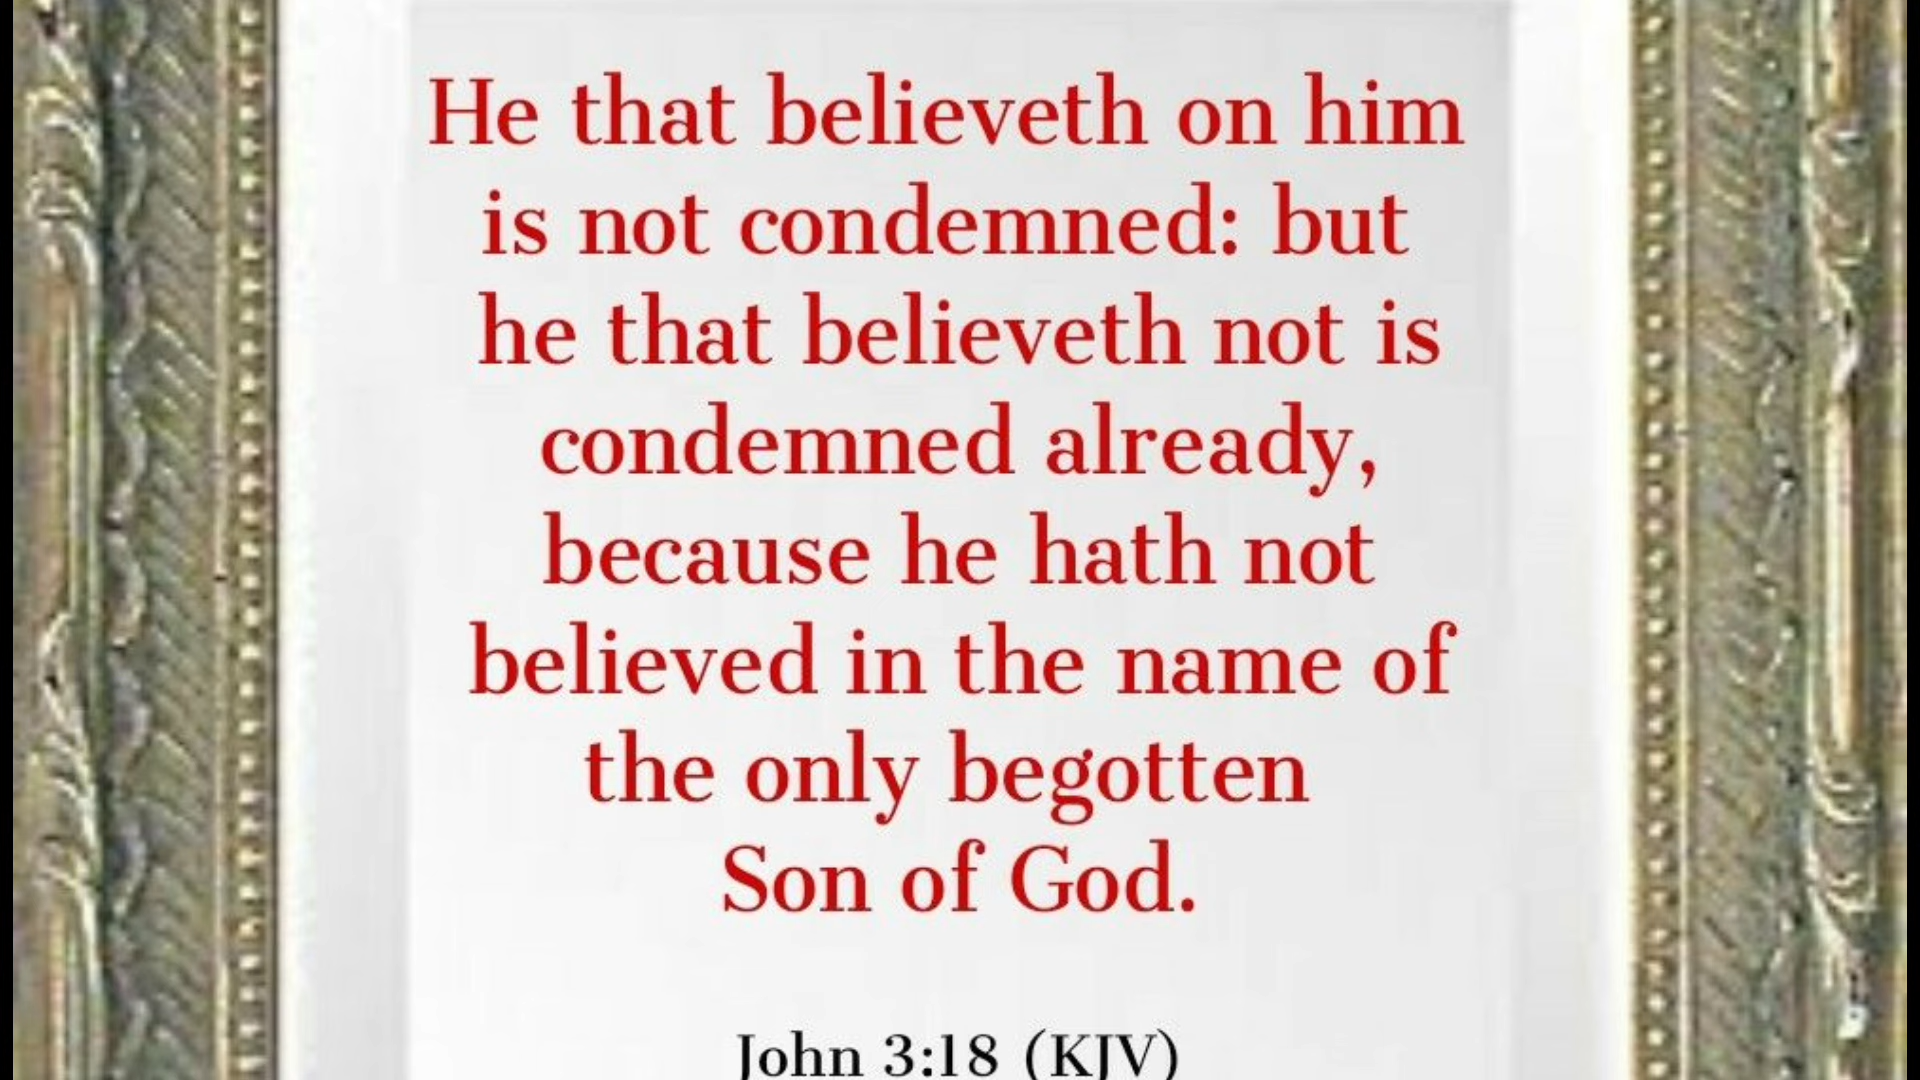 He that believeth on him
is not condemned: but
he that believeth not is
condemned already,
because he hath not
believed in the name of
the only begotten
Son of God.
John 3:18 (KJV)